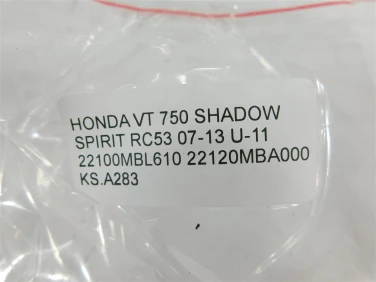 HONDA VT 750 SHADOW
SPIRIT RC53 07-13 U-11
22100MBL610 22120MBA000
KS.A283